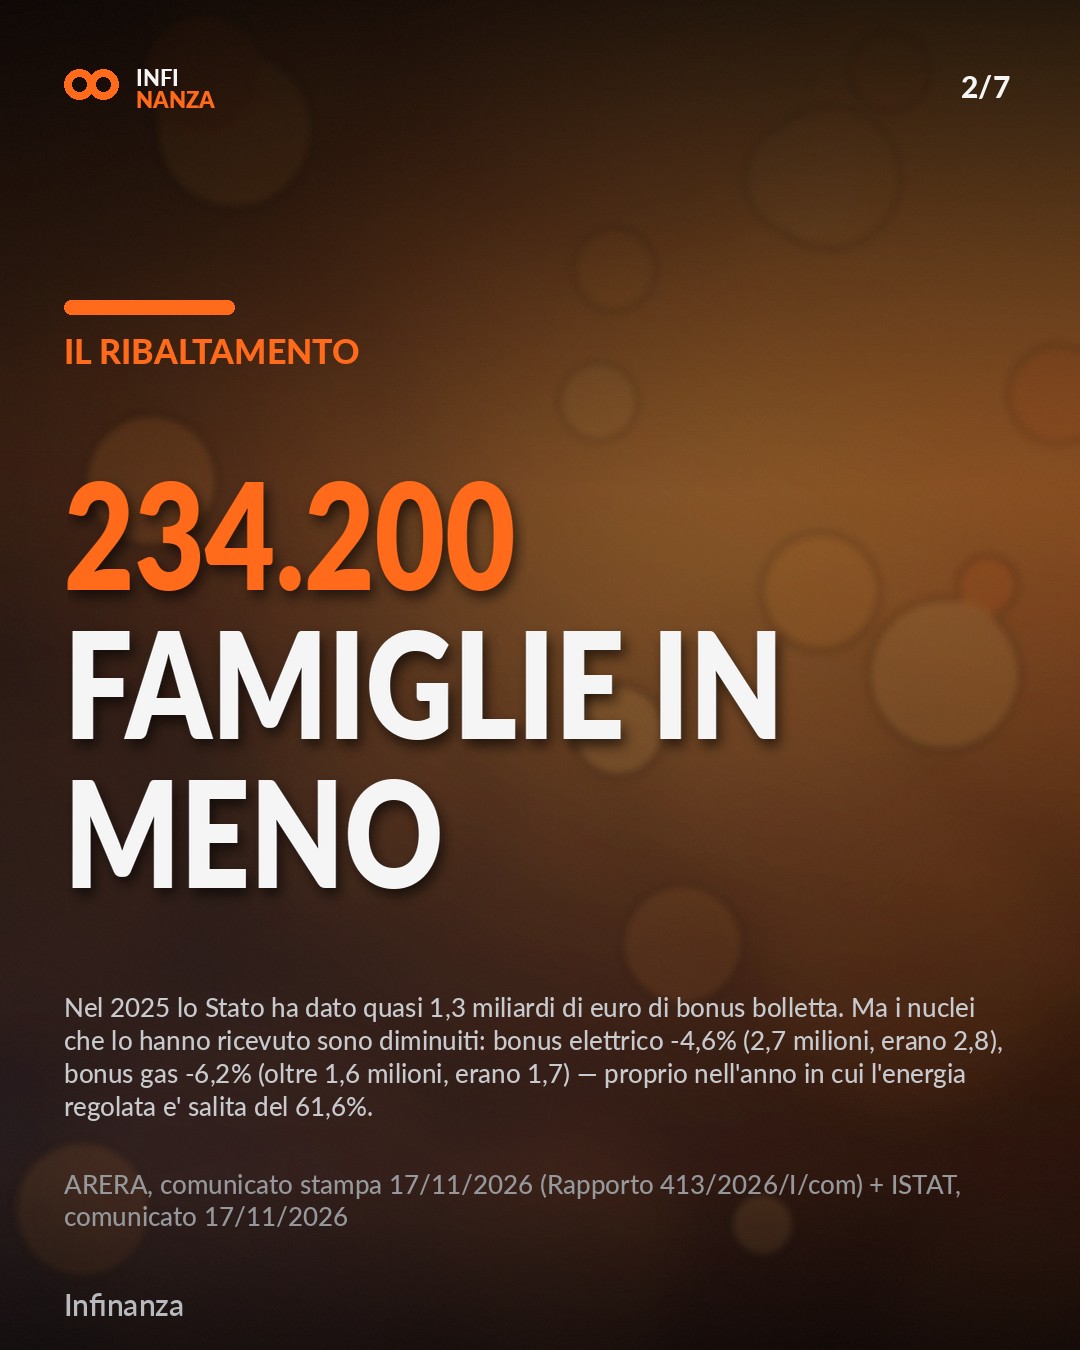 INFI
NANZA
2/7
IL RIBALTAMENTO
234.200
FAMIGLIE IN
MENO
Nel 2025 lo Stato ha dato quasi 1,3 miliardi di euro di bonus bolletta. Ma i nuclei
che lo hanno ricevuto sono diminuiti: bonus elettrico -4,6% (2,7 milioni, erano 2,8),
bonus gas -6,2% (oltre 1,6 milioni, erano 1,7) — proprio nell'anno in cui l'energia
regolata e' salita del 61,6%.
ARERA, comunicato stampa 17/11/2026 (Rapporto 413/2026/I/com) + ISTAT,
comunicato 17/11/2026
Infinanza